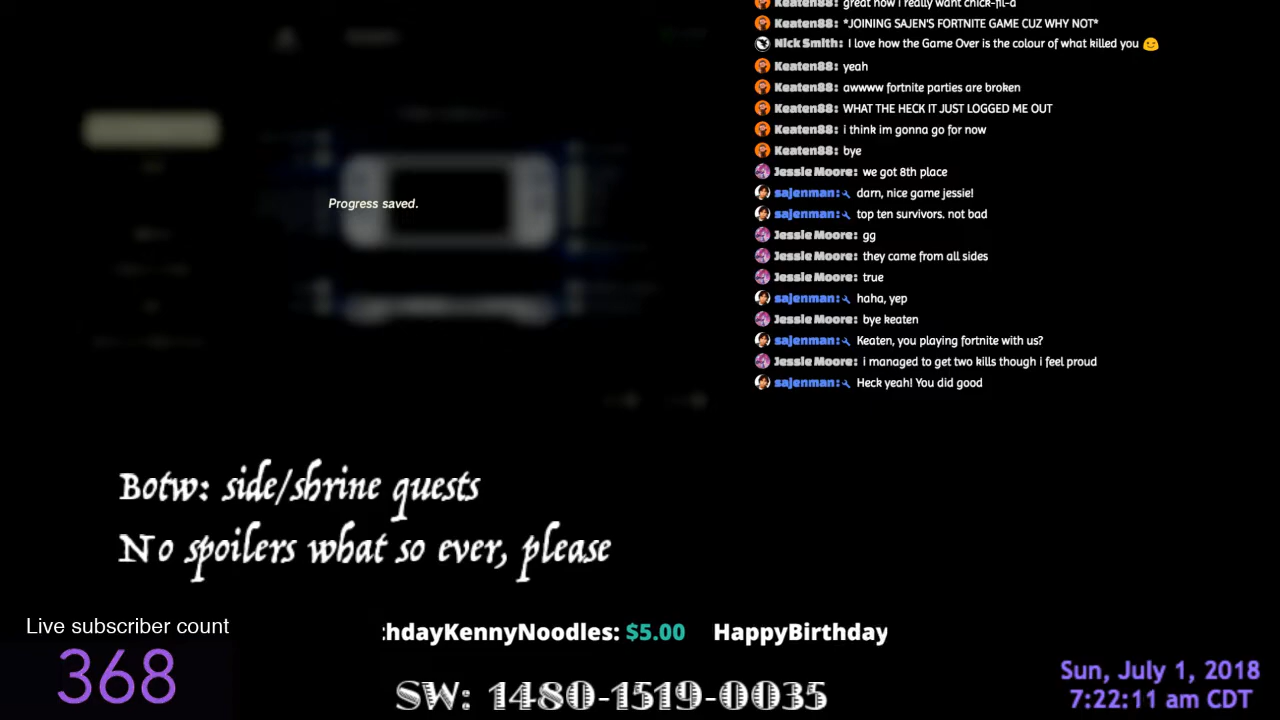 Keaten88: great now i really want chick-fil-a
Keaten88: *JOINING SAJEN'S FORTNITE GAME CUZ WHY NOT*
Nick Smith: I love how the Game Over is the colour of what killed you 😊
Keaten88: yeah
Keaten88: awwww fortnite parties are broken
Keaten88: WHAT THE HECK IT JUST LOGGED ME OUT
Keaten88: i think im gonna go for now
Keaten88: bye
Jessie Moore: we got 8th place
sajenman: darn, nice game jessie!
sajenman: top ten survivors. not bad
Jessie Moore: gg
Jessie Moore: they came from all sides
Jessie Moore: true
sajenman: haha, yep
Jessie Moore: bye keaten
sajenman: Keaten, you playing fortnite with us?
Jessie Moore: i managed to get two kills though i feel proud
sajenman: Heck yeah! You did good
Progress saved.
Botw: side/shrine quests
No spoilers what so ever, please
Live subscriber count
368
:hdayKennyNoodles: $5.00 HappyBirthday
SW: 1480-1519-0035
Sun, July 1, 2018
7:22:11 am CDT